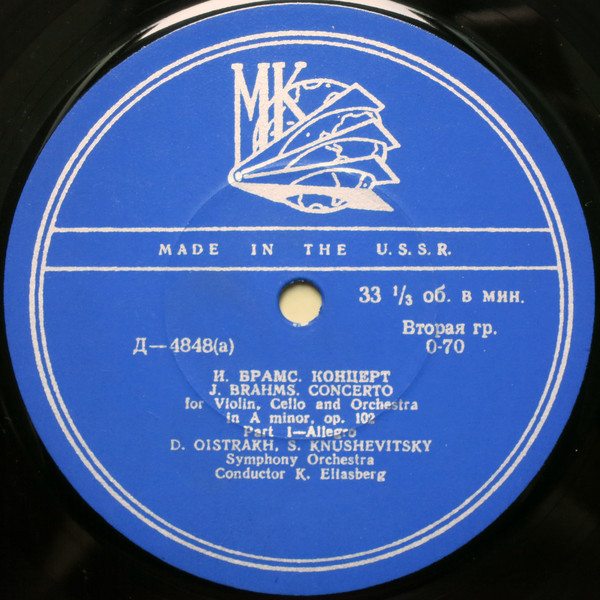 МК
MADE IN THE U.S.S.R.
33 1/3 об. в мин.
Вторая гр.
Д—4848(а)
0-70
И. БРАМС. КОНЦЕРТ
J. BRAHMS. CONCERTO
for Violin, Cello and Orchestra
in A minor, op. 102
Part I—Allegro
D. OISTRAKH, S. KNUSHEVITSKY
Symphony Orchestra
Conductor K. Eliasberg